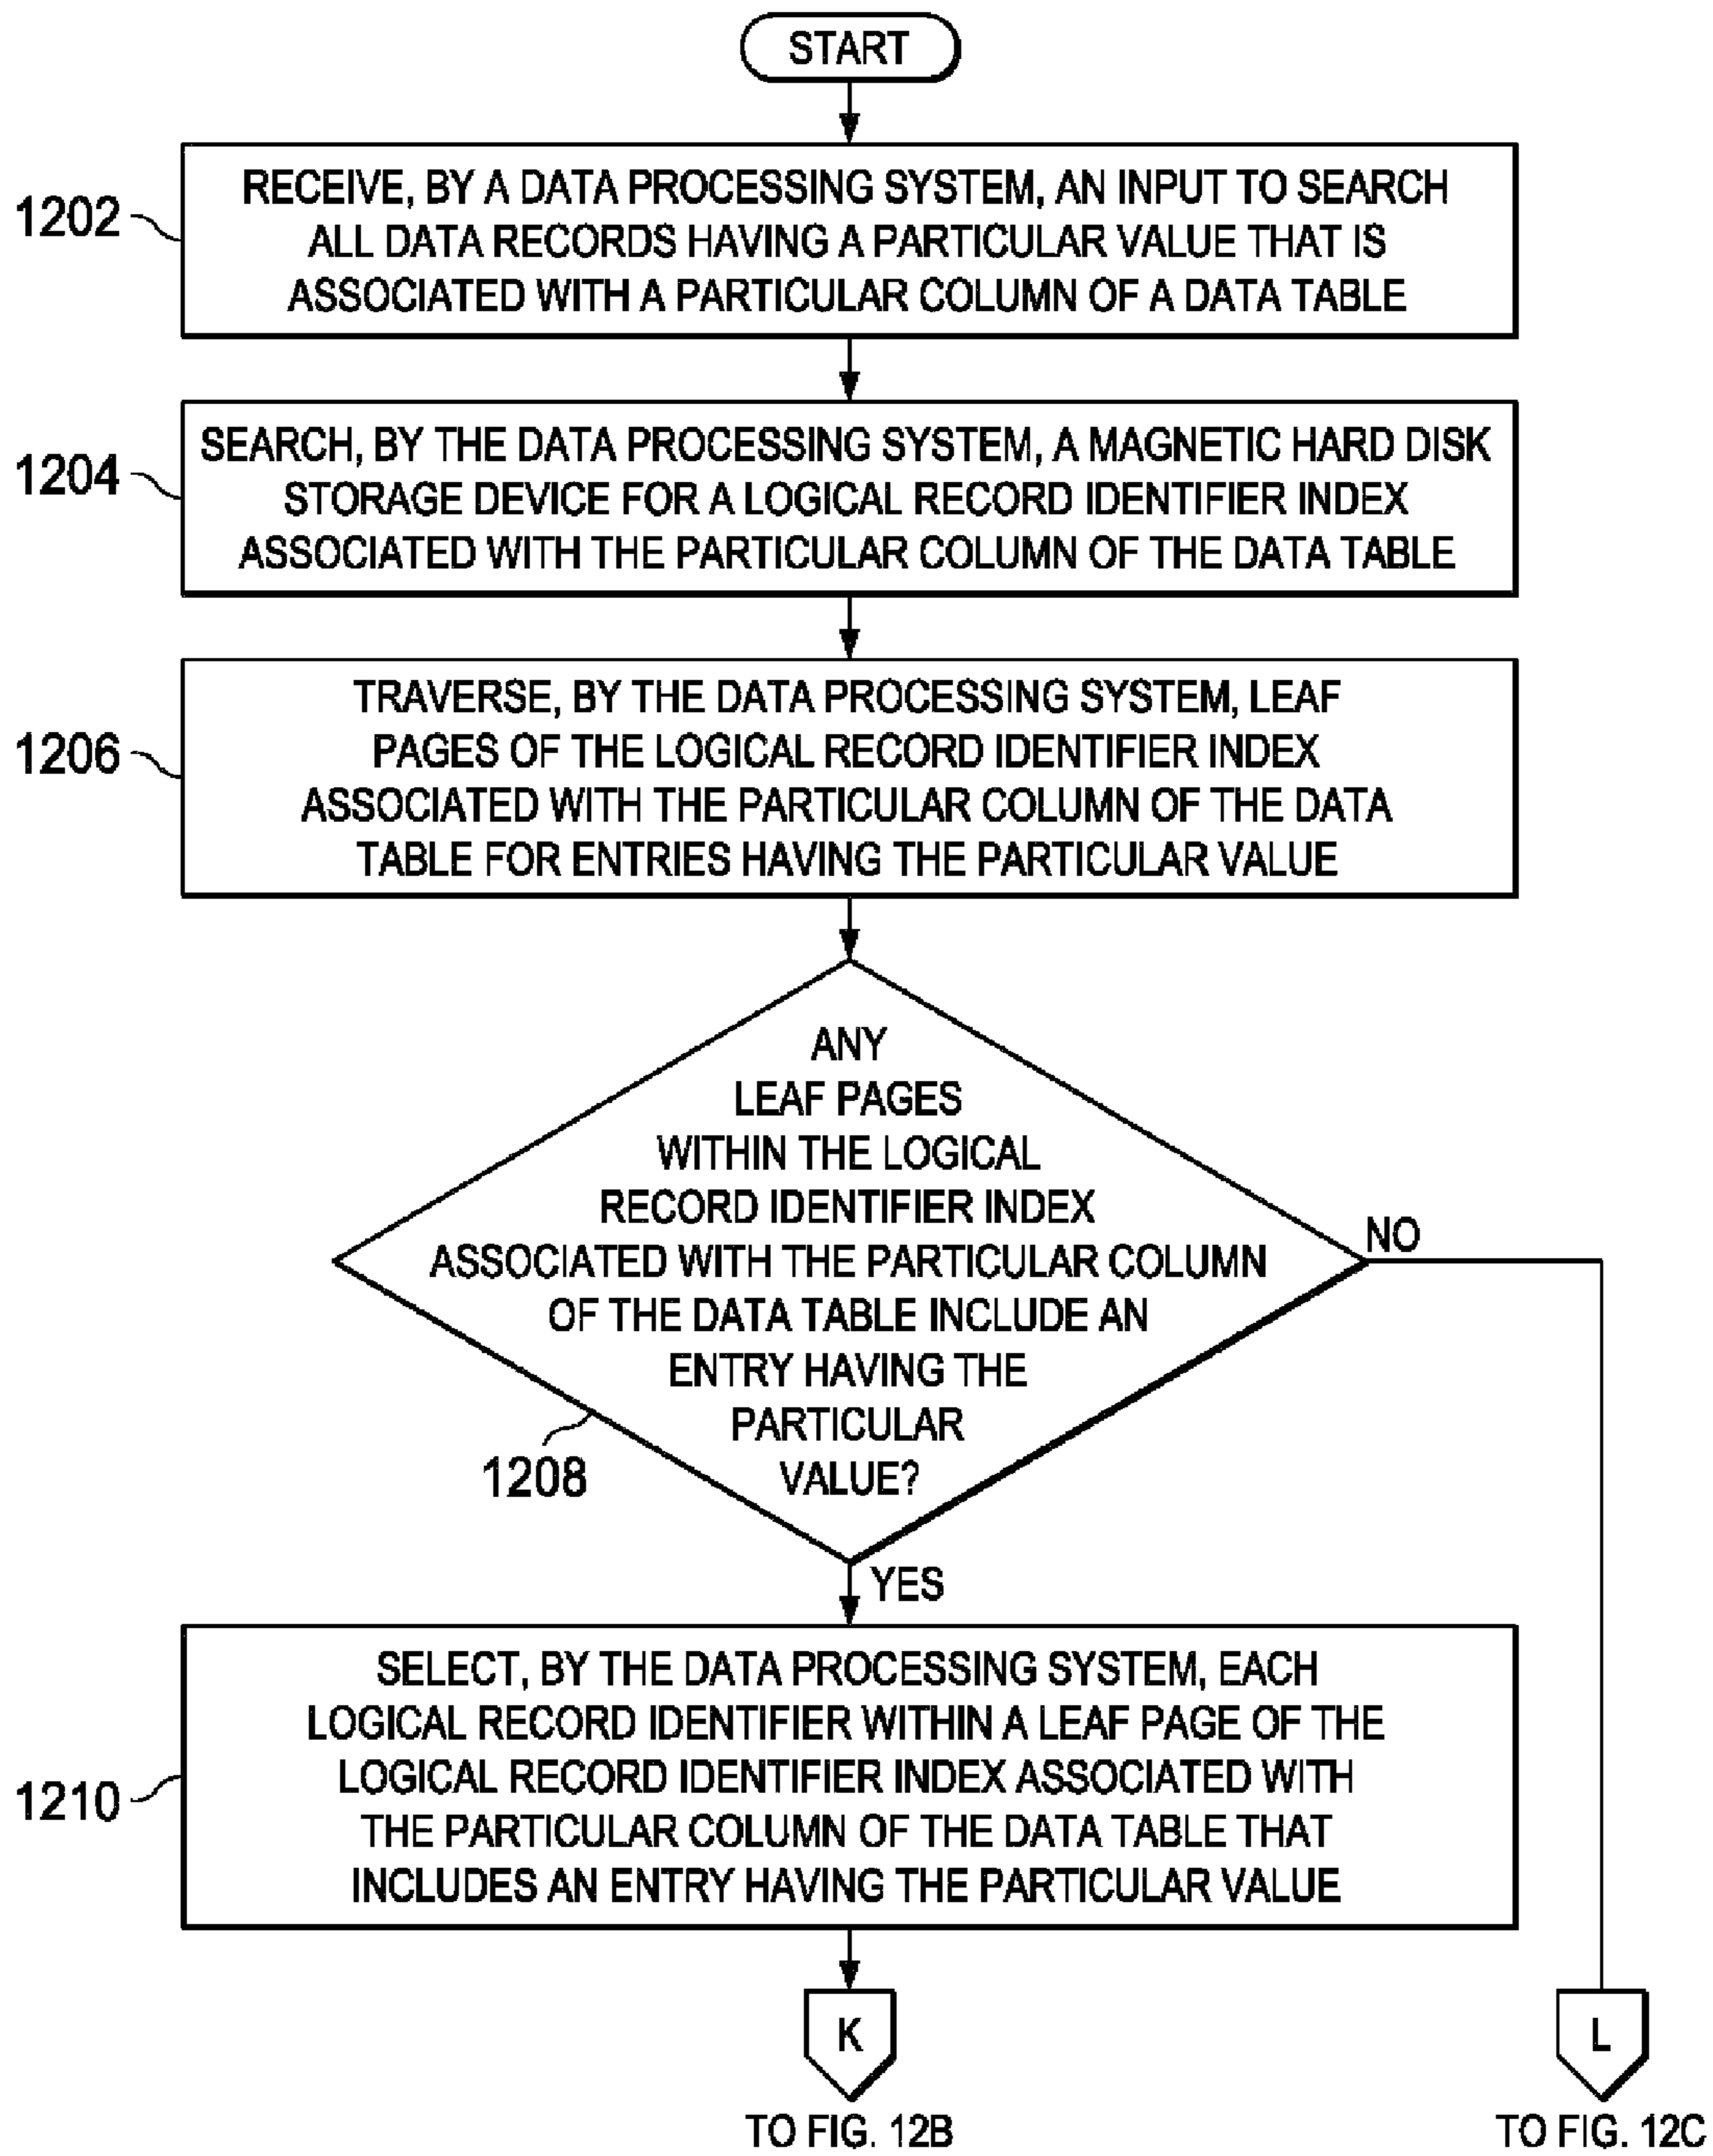 START
1202
RECEIVE, BY A DATA PROCESSING SYSTEM, AN INPUT TO SEARCH
ALL DATA RECORDS HAVING A PARTICULAR VALUE THAT IS
ASSOCIATED WITH A PARTICULAR COLUMN OF A DATA TABLE
1204
SEARCH, BY THE DATA PROCESSING SYSTEM, A MAGNETIC HARD DISK
STORAGE DEVICE FOR A LOGICAL RECORD IDENTIFIER INDEX
ASSOCIATED WITH THE PARTICULAR COLUMN OF THE DATA TABLE
1206
TRAVERSE, BY THE DATA PROCESSING SYSTEM, LEAF
PAGES OF THE LOGICAL RECORD IDENTIFIER INDEX
ASSOCIATED WITH THE PARTICULAR COLUMN OF THE DATA
TABLE FOR ENTRIES HAVING THE PARTICULAR VALUE
ANY
LEAF PAGES
WITHIN THE LOGICAL
RECORD IDENTIFIER INDEX
ASSOCIATED WITH THE PARTICULAR COLUMN
OF THE DATA TABLE INCLUDE AN
ENTRY HAVING THE
PARTICULAR
VALUE?
NO
1208
YES
1210
SELECT, BY THE DATA PROCESSING SYSTEM, EACH
LOGICAL RECORD IDENTIFIER WITHIN A LEAF PAGE OF THE
LOGICAL RECORD IDENTIFIER INDEX ASSOCIATED WITH
THE PARTICULAR COLUMN OF THE DATA TABLE THAT
INCLUDES AN ENTRY HAVING THE PARTICULAR VALUE
K
TO FIG. 12B
L
TO FIG. 12C